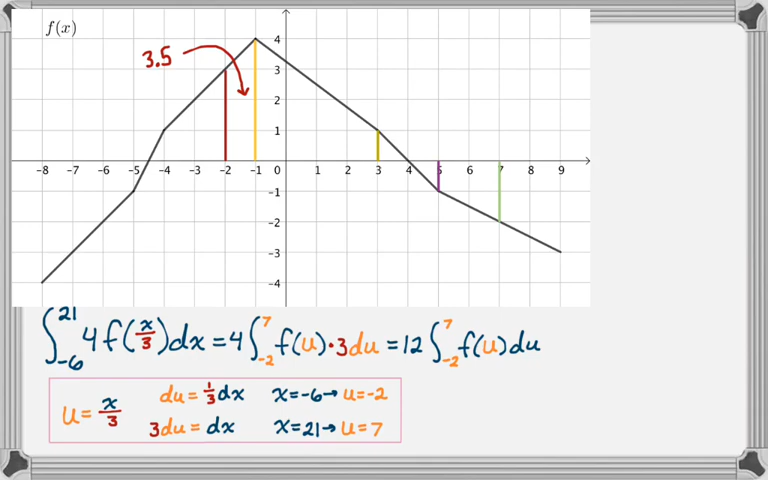 f(x)
3.5
4
3
2
1
-8 -7 -6 -5 -4 -3 -2 -1 0 1 2 3 4 5 6 7 8 9
-1
-2
-3
-4
∫_{-6}^{21} 4f(x/3)dx = 4∫_{-2}^{7} f(u)·3du = 12∫_{-2}^{7} f(u)du
u = x/3 du = 1/3 dx x=-6→u=-2
3du = dx x=21→u=7